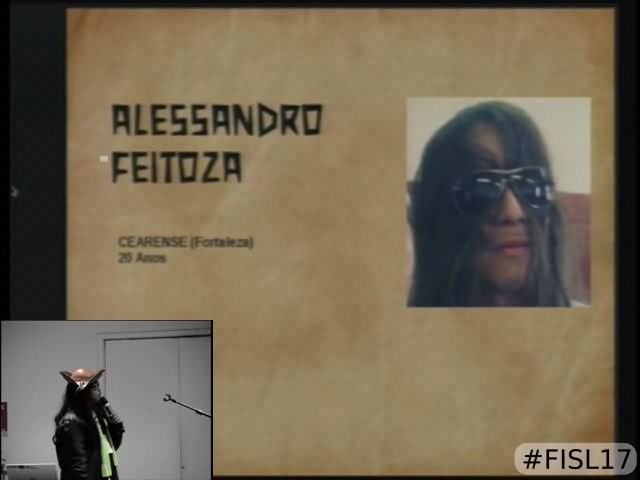 ALESSANDRO
FEITOZA
CEARENSE (Fortaleza)
20 Anos
#FISL17